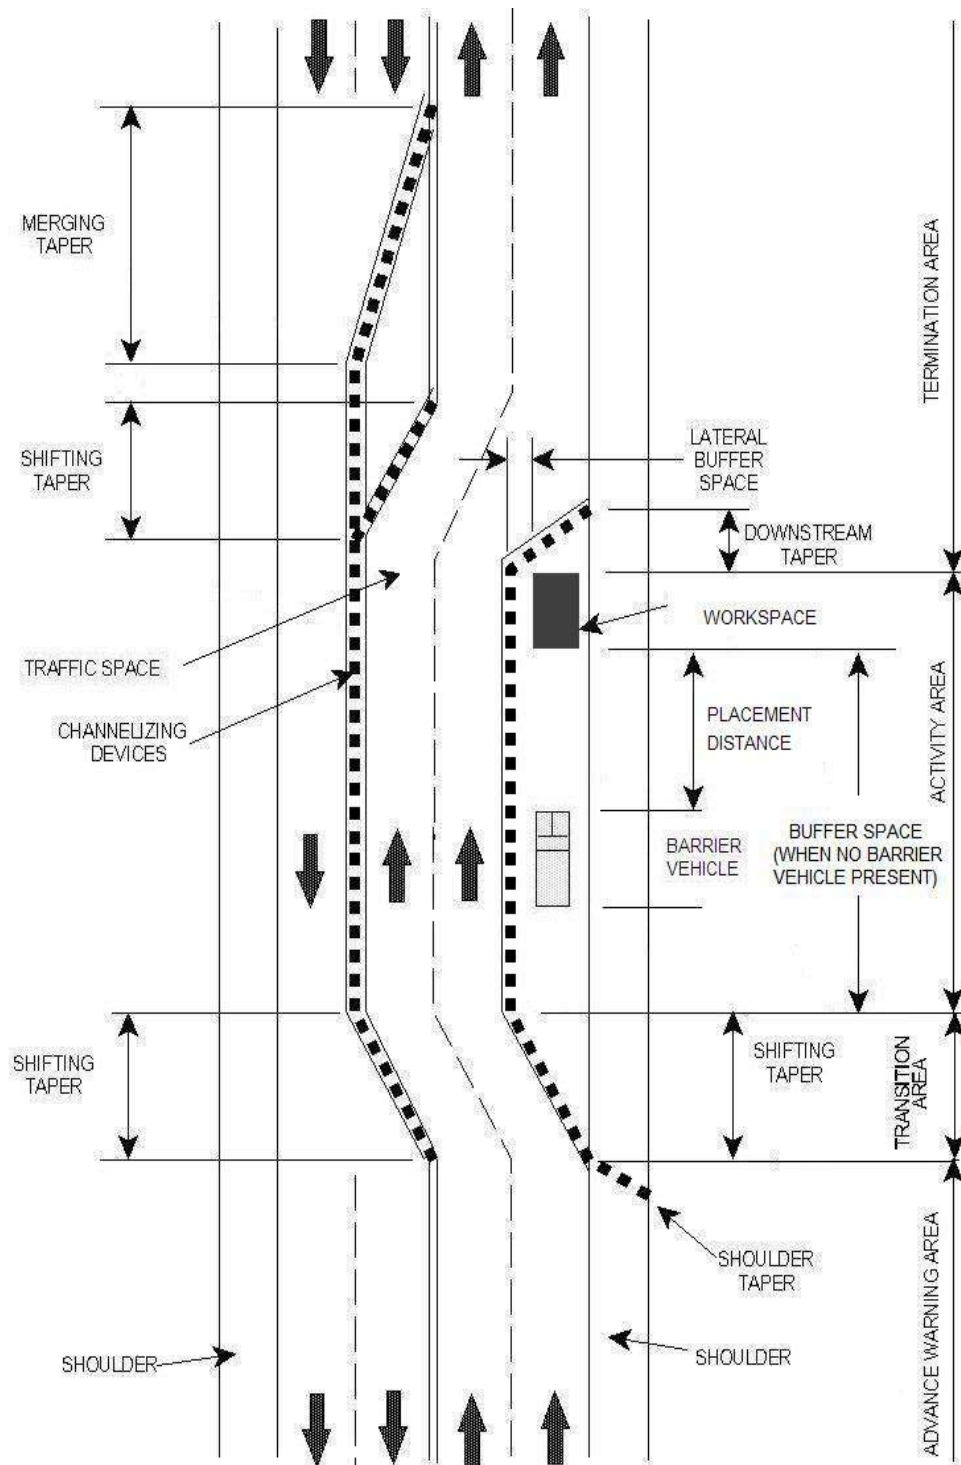 MERGING
TAPER
TERMINATION AREA
SHIFTING
TAPER
LATERAL
BUFFER
SPACE
DOWNSTREAM
TAPER
WORKSPACE
TRAFFIC SPACE
CHANNELIZING
DEVICES
PLACEMENT
DISTANCE
ACTIVITY AREA
BARRIER
VEHICLE
BUFFER SPACE
(WHEN NO BARRIER
VEHICLE PRESENT)
SHIFTING
TAPER
SHIFTING
TAPER
TRANSITION
AREA
SHOULDER
TAPER
ADVANCE WARNING AREA
SHOULDER
SHOULDER